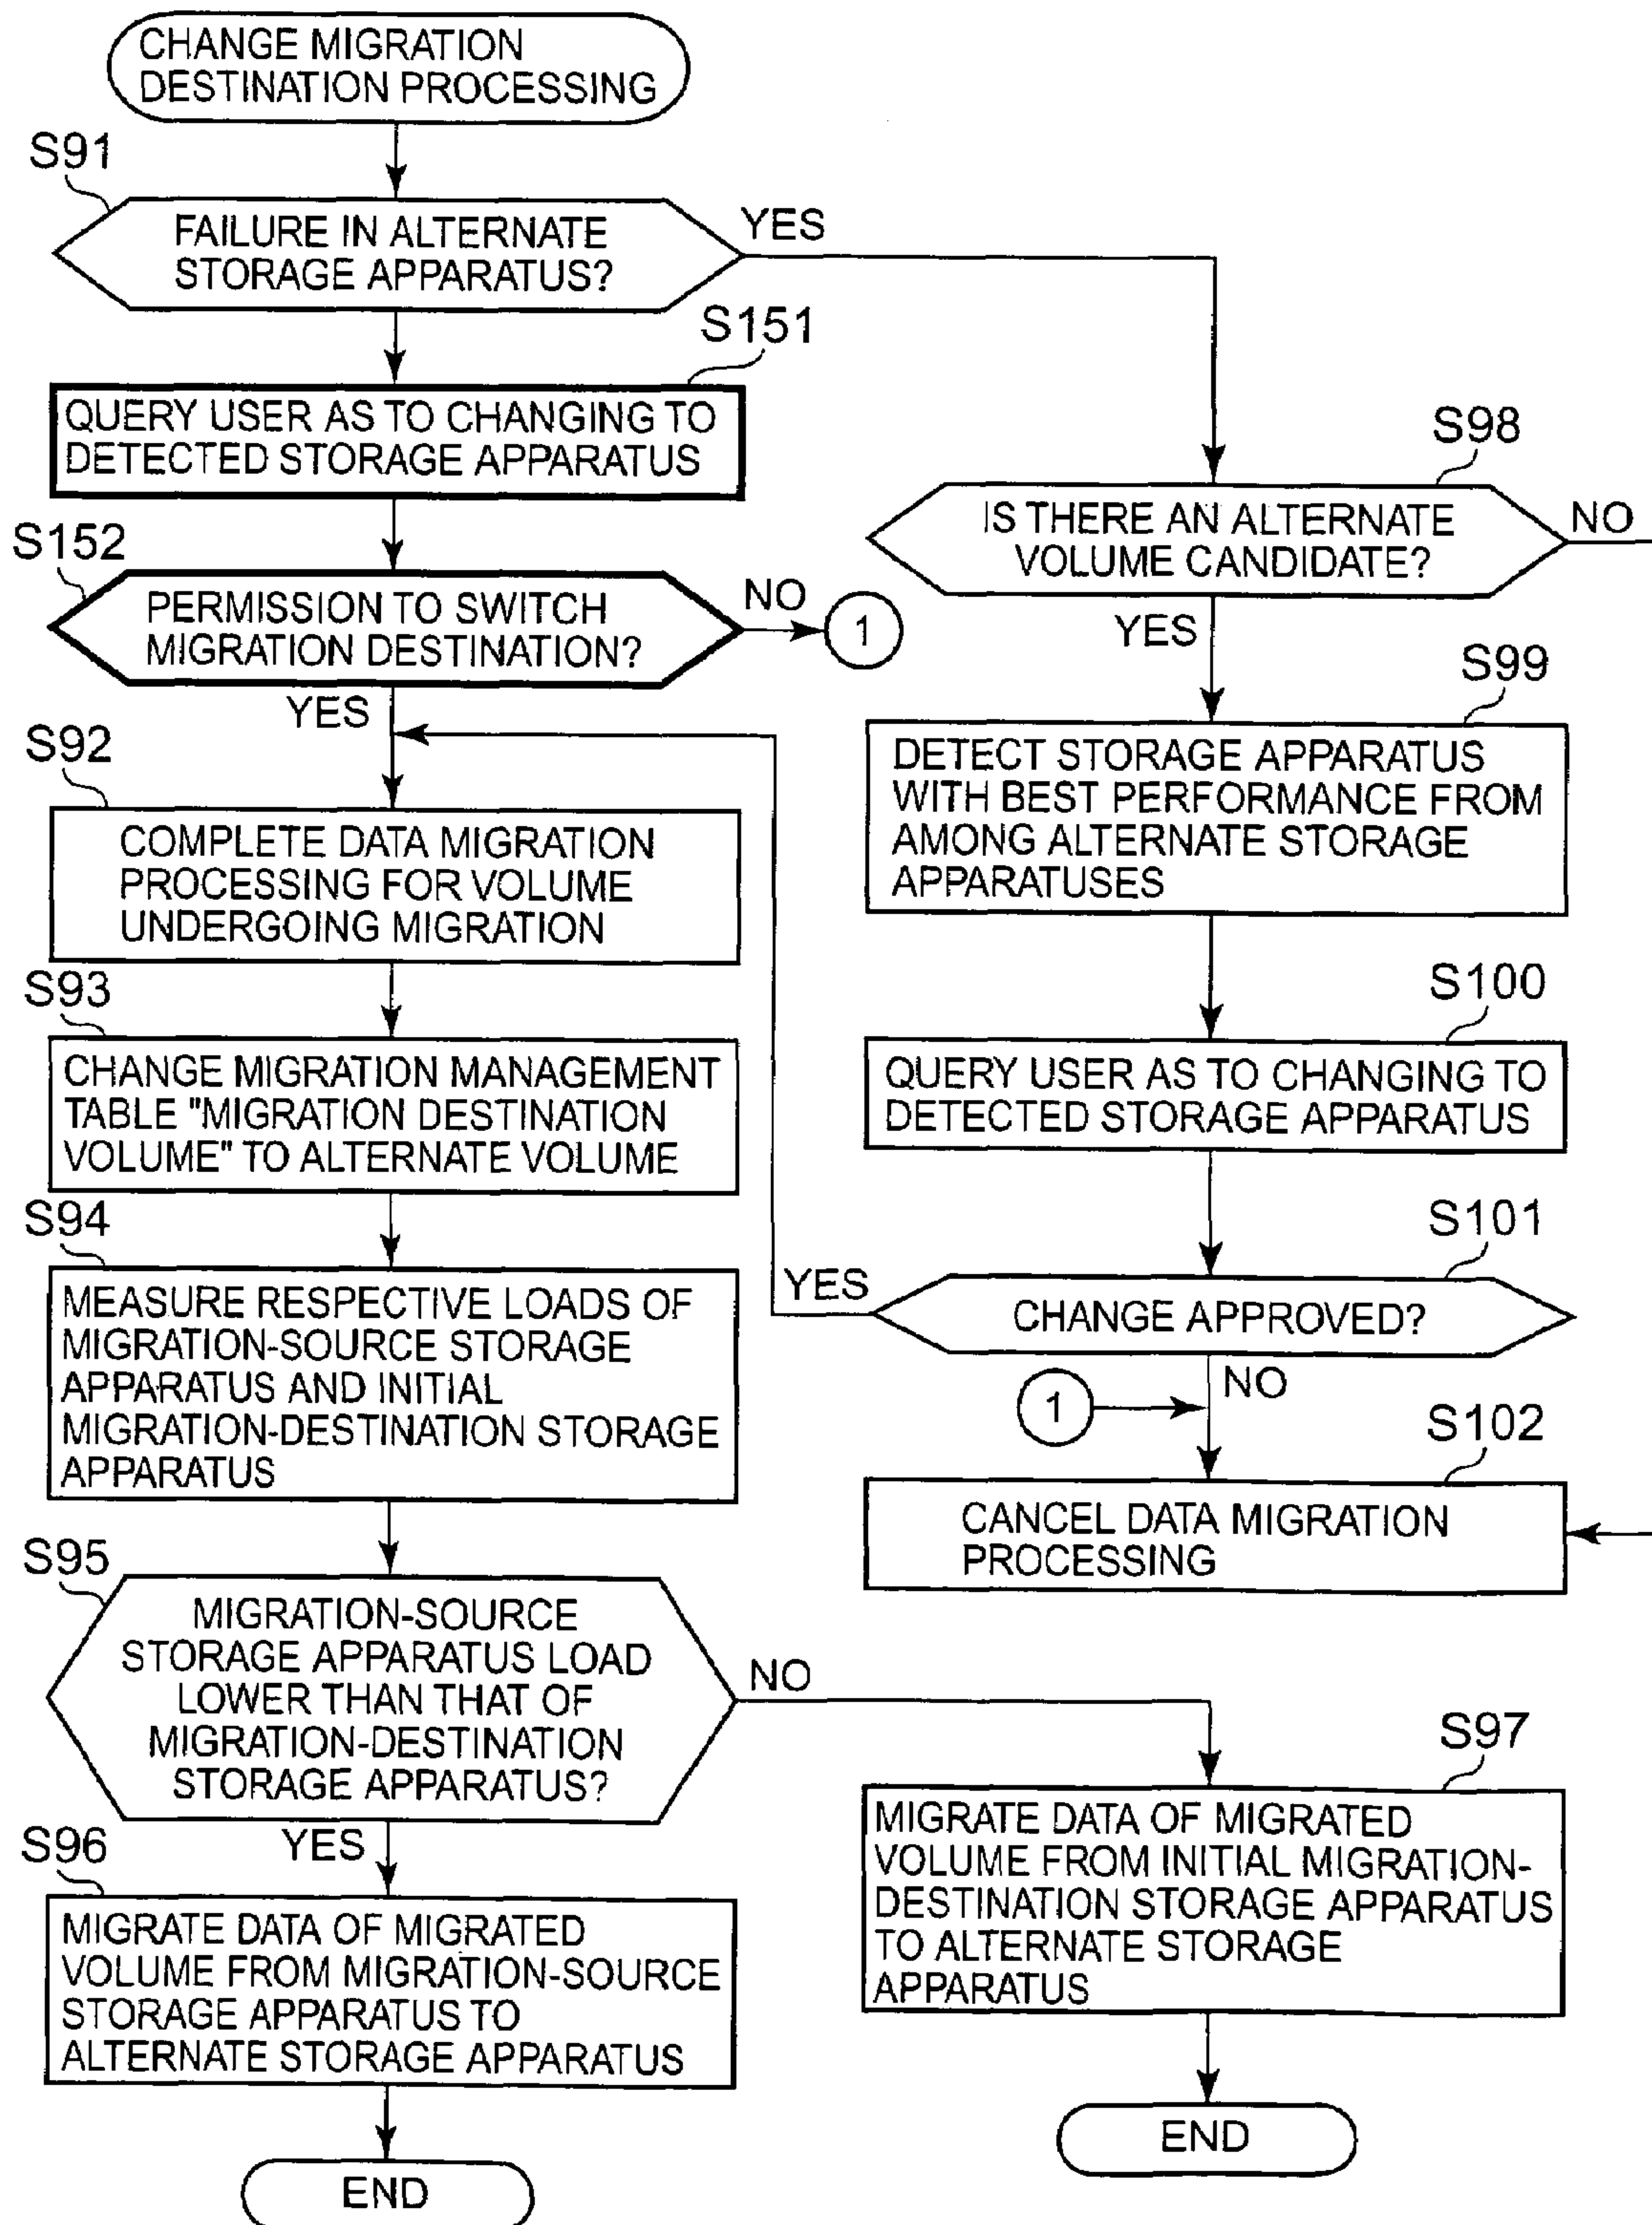 CHANGE MIGRATION
DESTINATION PROCESSING
S91
FAILURE IN ALTERNATE
STORAGE APPARATUS?
YES
S151
QUERY USER AS TO CHANGING TO
DETECTED STORAGE APPARATUS
S152
PERMISSION TO SWITCH
MIGRATION DESTINATION?
NO
1
YES
S92
COMPLETE DATA MIGRATION
PROCESSING FOR VOLUME
UNDERGOING MIGRATION
S93
CHANGE MIGRATION MANAGEMENT
TABLE "MIGRATION DESTINATION
VOLUME" TO ALTERNATE VOLUME
S94
MEASURE RESPECTIVE LOADS OF
MIGRATION-SOURCE STORAGE
APPARATUS AND INITIAL
MIGRATION-DESTINATION STORAGE
APPARATUS
S95
MIGRATION-SOURCE
STORAGE APPARATUS LOAD
LOWER THAN THAT OF
MIGRATION-DESTINATION
STORAGE APPARATUS?
NO
YES
S96
MIGRATE DATA OF MIGRATED
VOLUME FROM MIGRATION-SOURCE
STORAGE APPARATUS TO
ALTERNATE STORAGE APPARATUS
END
S98
IS THERE AN ALTERNATE
VOLUME CANDIDATE?
NO
YES
S99
DETECT STORAGE APPARATUS
WITH BEST PERFORMANCE FROM
AMONG ALTERNATE STORAGE
APPARATUSES
S100
QUERY USER AS TO CHANGING TO
DETECTED STORAGE APPARATUS
S101
YES
CHANGE APPROVED?
NO
1
S102
CANCEL DATA MIGRATION
PROCESSING
S97
MIGRATE DATA OF MIGRATED
VOLUME FROM INITIAL MIGRATION-
DESTINATION STORAGE APPARATUS
TO ALTERNATE STORAGE
APPARATUS
END